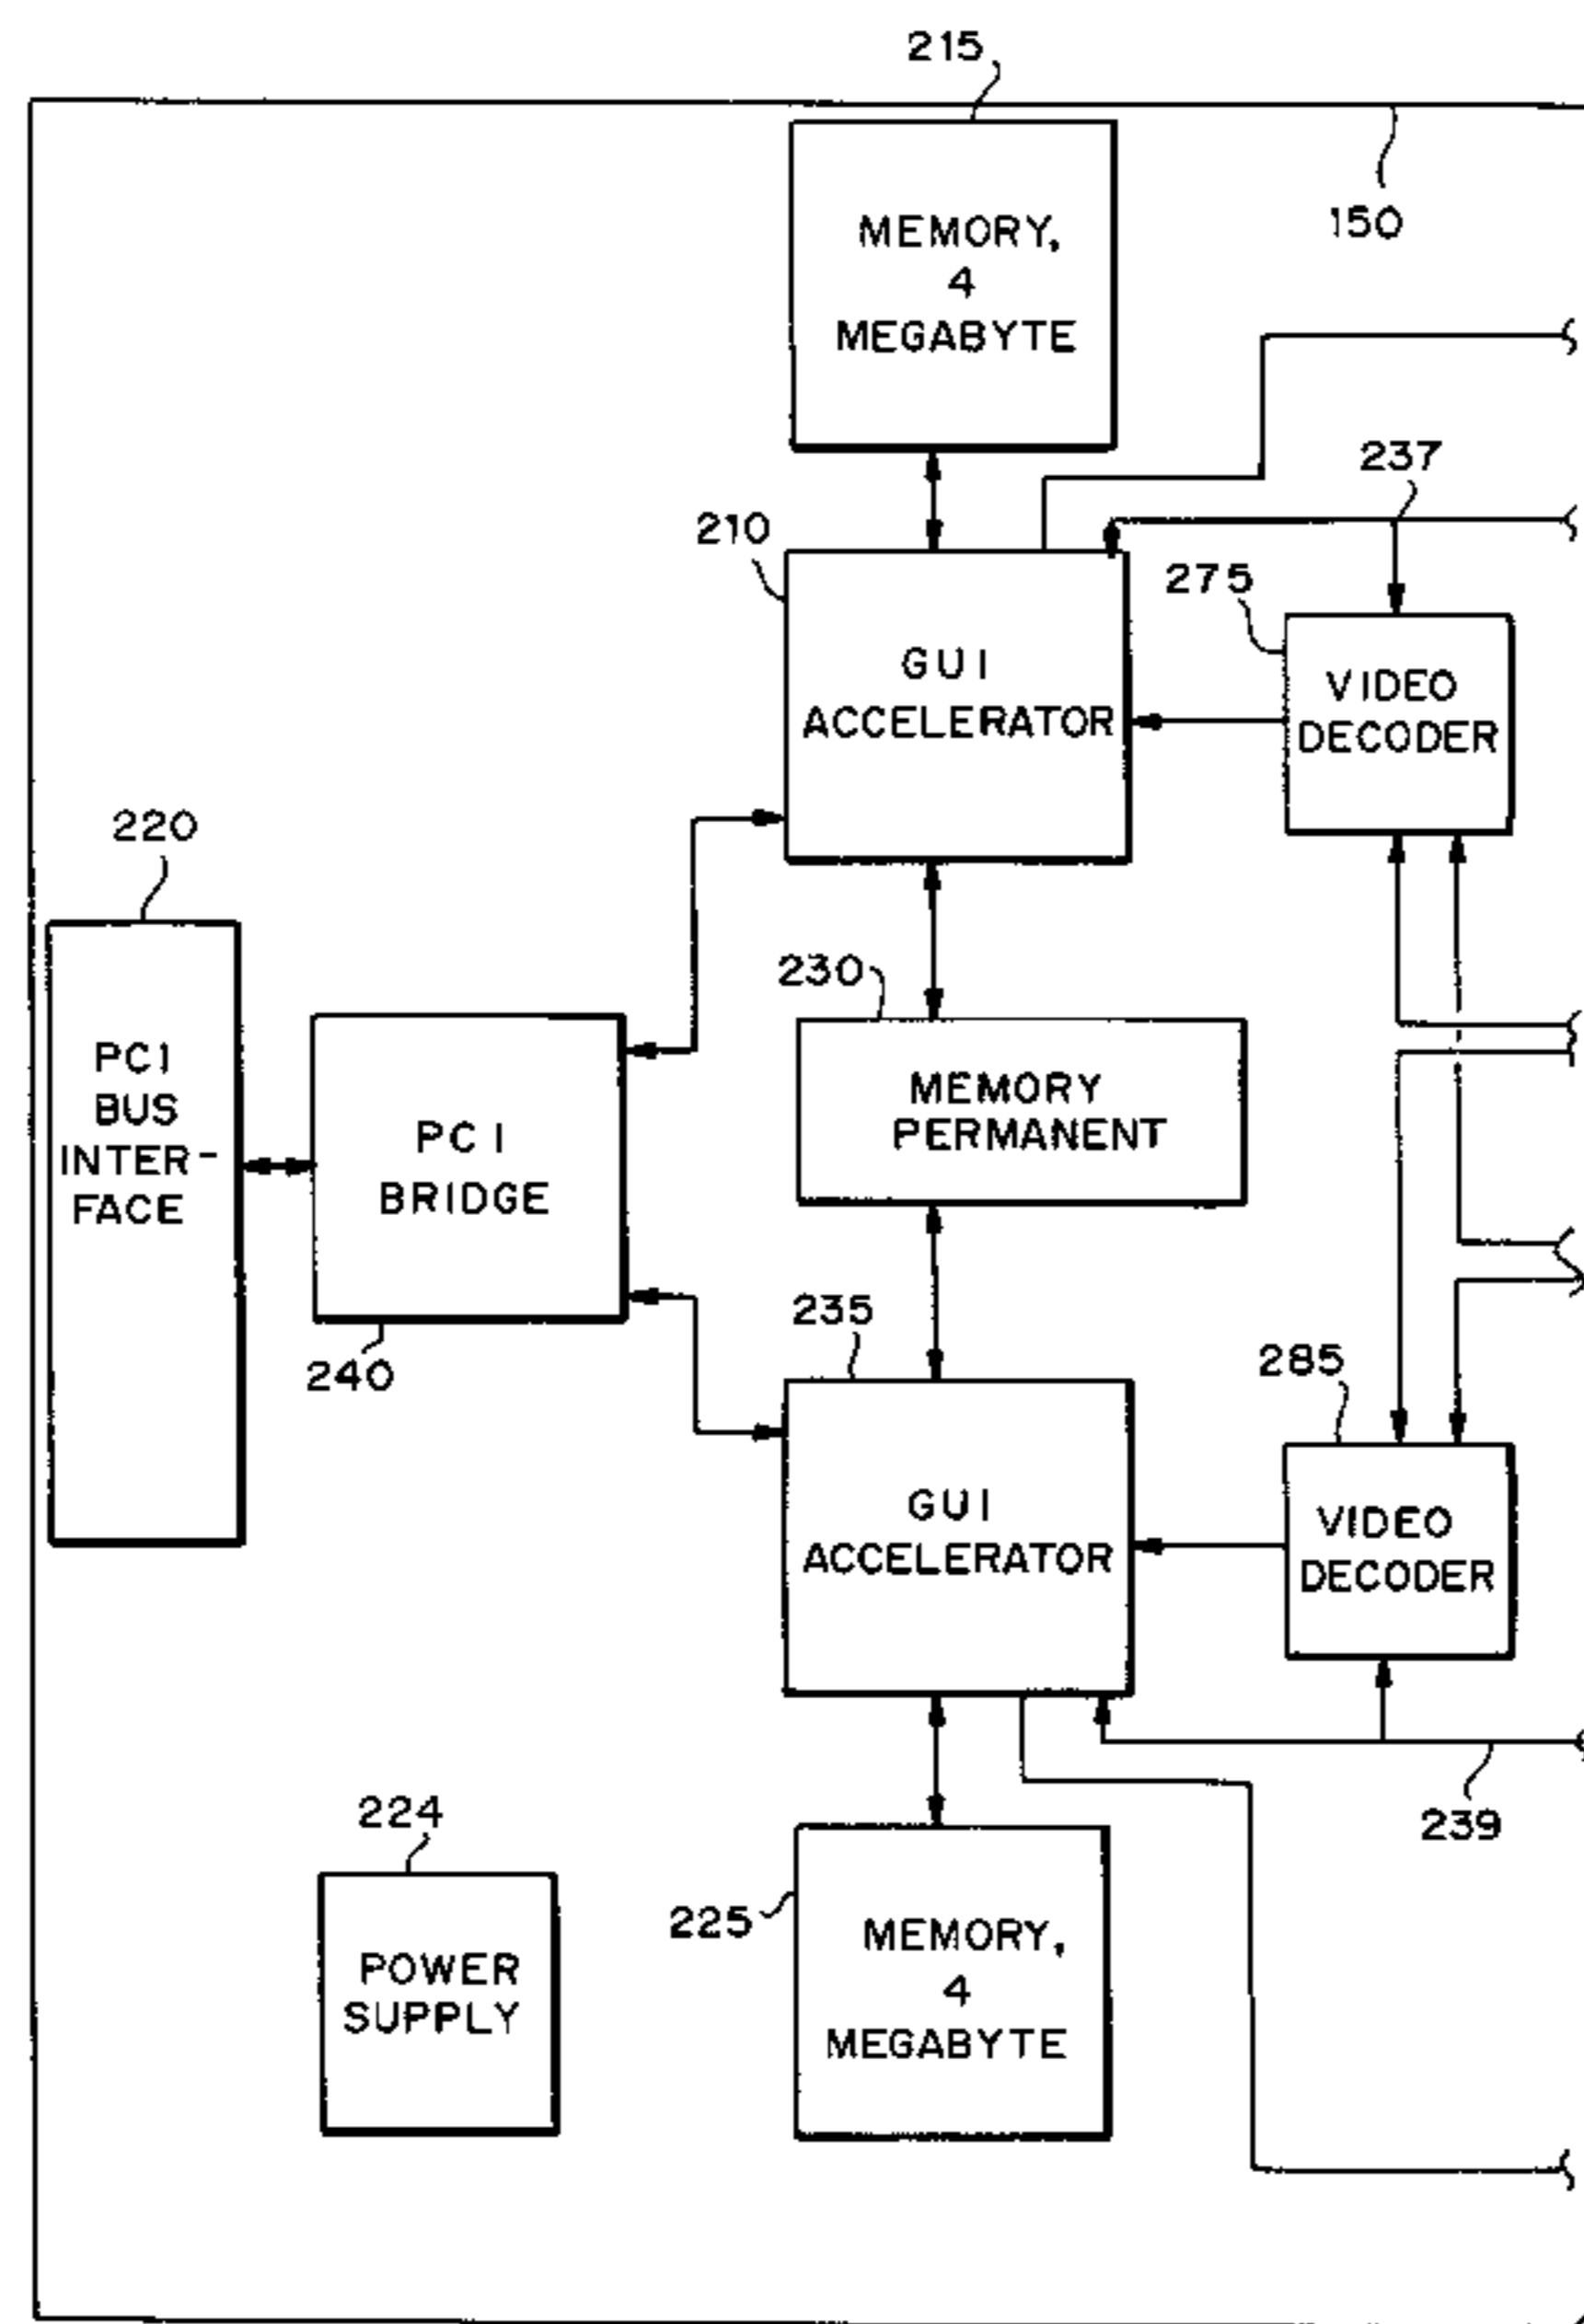 215
150
MEMORY,
4
MEGABYTE
237
210
275
GUI
ACCELERATOR
VIDEO
DECODER
220
230
PCI
BUS
INTER-
FACE
PCI
BRIDGE
MEMORY
PERMANENT
240
235
285
GUI
ACCELERATOR
VIDEO
DECODER
224
239
225
POWER
SUPPLY
MEMORY,
4
MEGABYTE